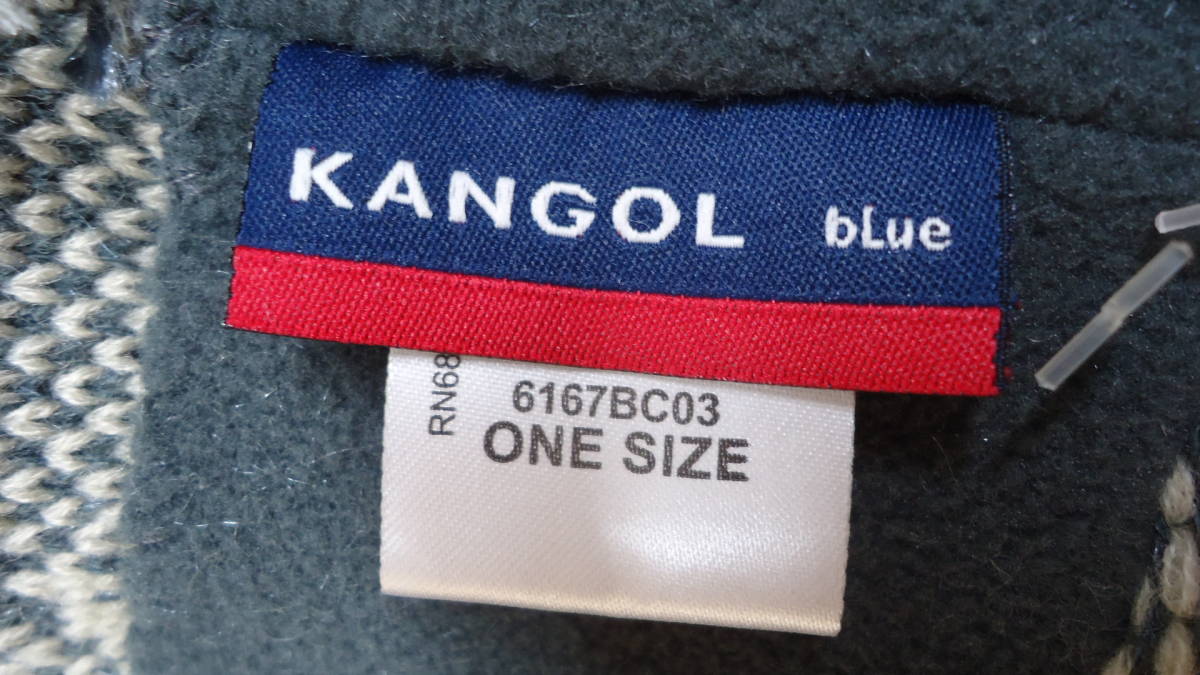 KANGOL bLue
RN68
6167BC03
ONE SIZE